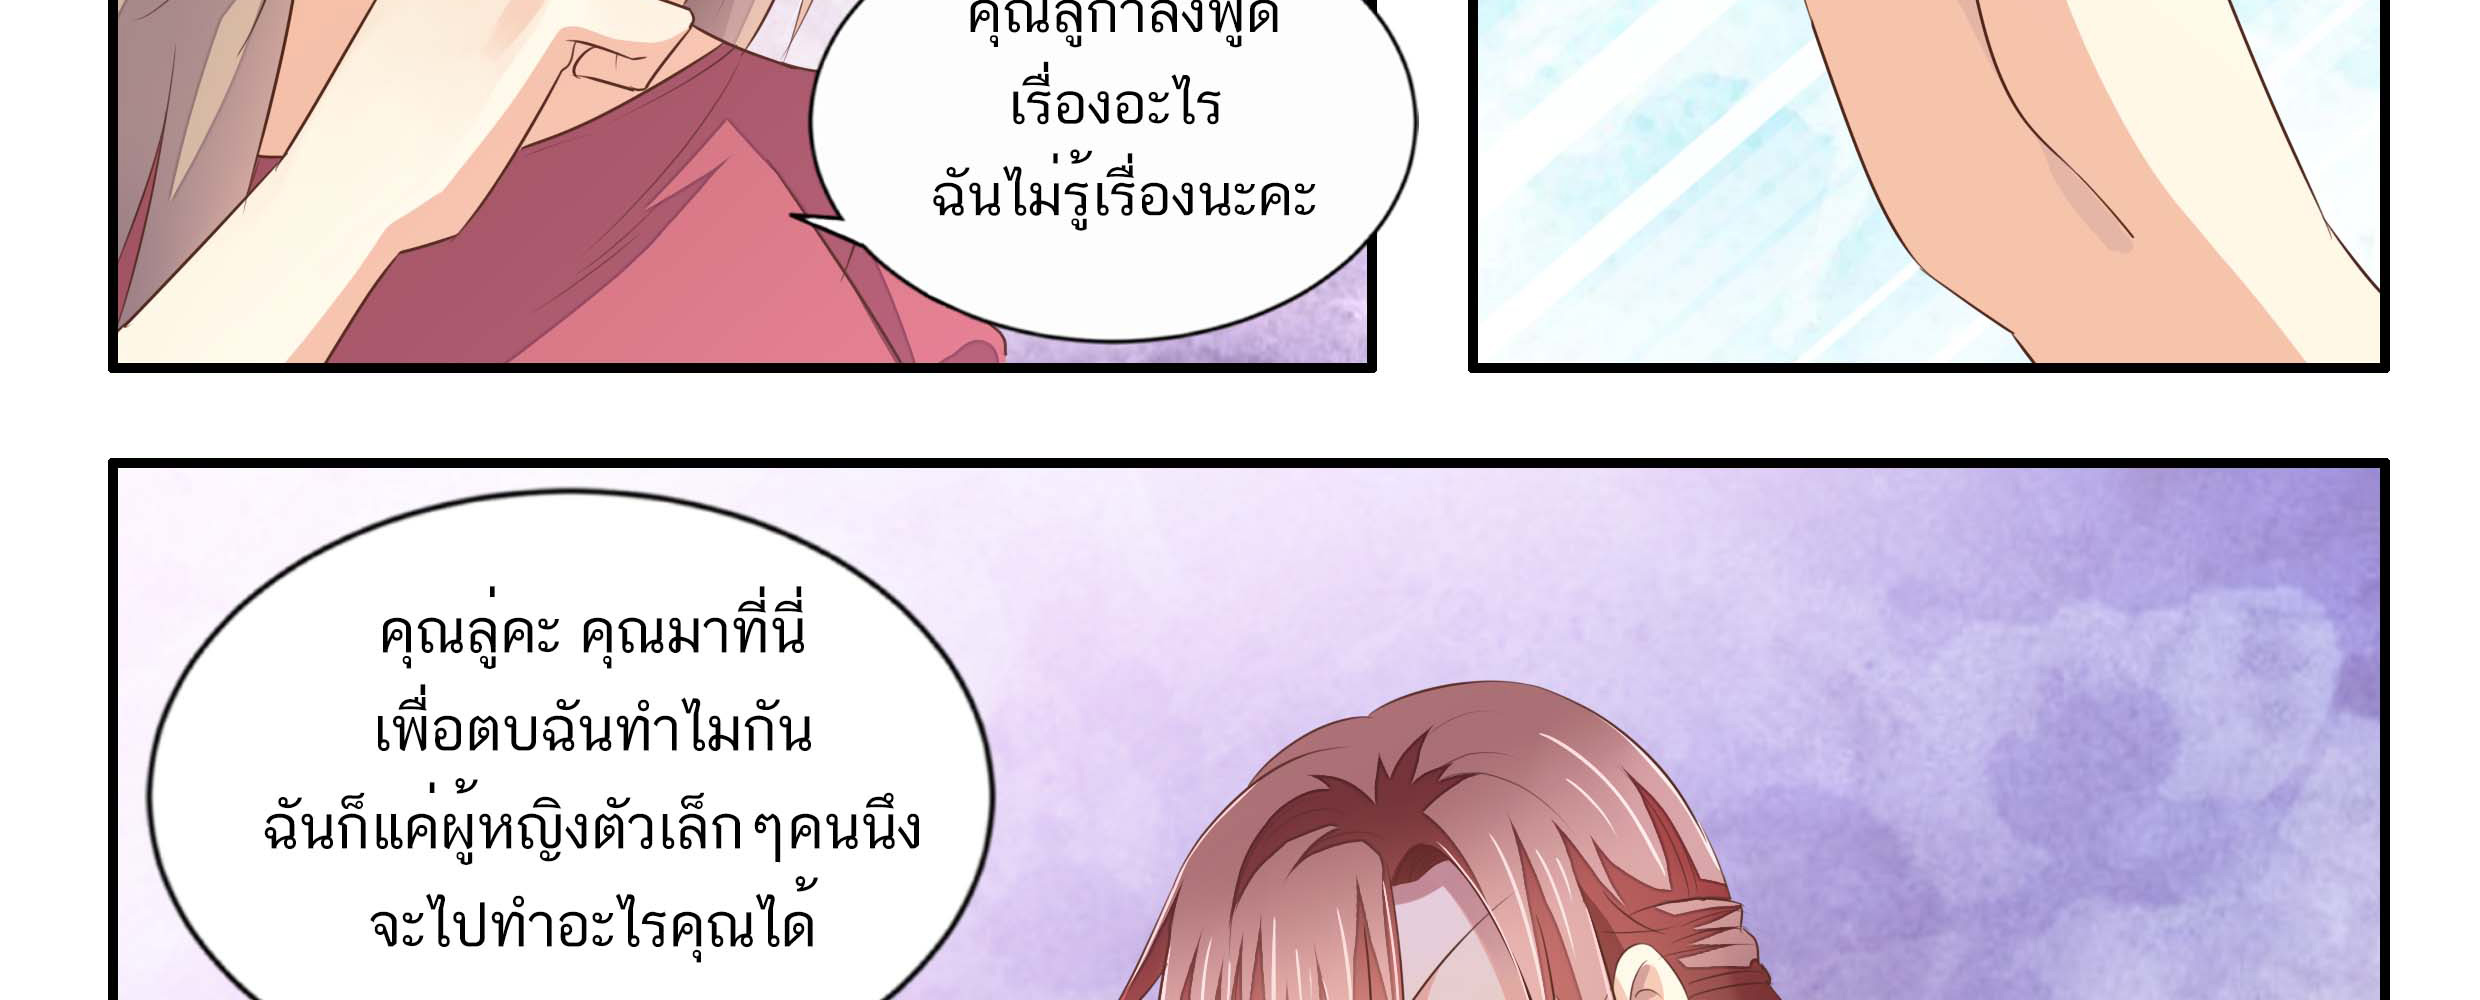 คุณลู่กำลังพูด
เรื่องอะไร
ฉันไม่รู้เรื่องนะคะ
คุณลู่คะ คุณมาที่นี่
เพื่อตบฉันทำไมกัน
ฉันก็แค่ผู้หญิงตัวเล็กๆคนนึง
จะไปทำอะไรคุณได้